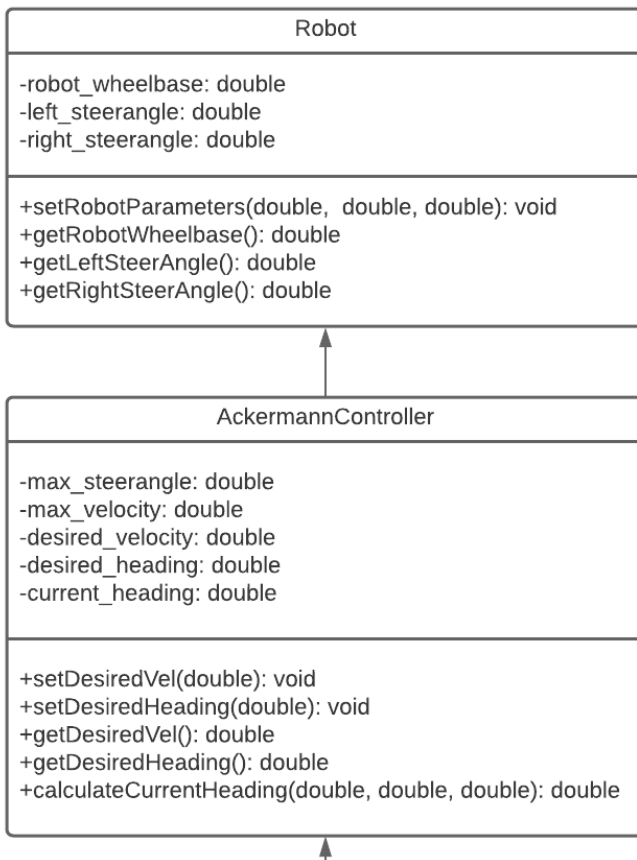 Robot
-robot_wheelbase: double
-left_steerangle: double
-right_steerangle: double
+setRobotParameters(double,  double, double): void
+getRobotWheelbase(): double
+getLeftSteerAngle(): double
+getRightSteerAngle(): double
AckermannController
-max_steerangle: double
-max_velocity: double
-desired_velocity: double
-desired_heading: double
-current_heading: double
+setDesiredVel(double): void
+setDesiredHeading(double): void
+getDesiredVel(): double
+getDesiredHeading(): double
+calculateCurrentHeading(double, double, double): double